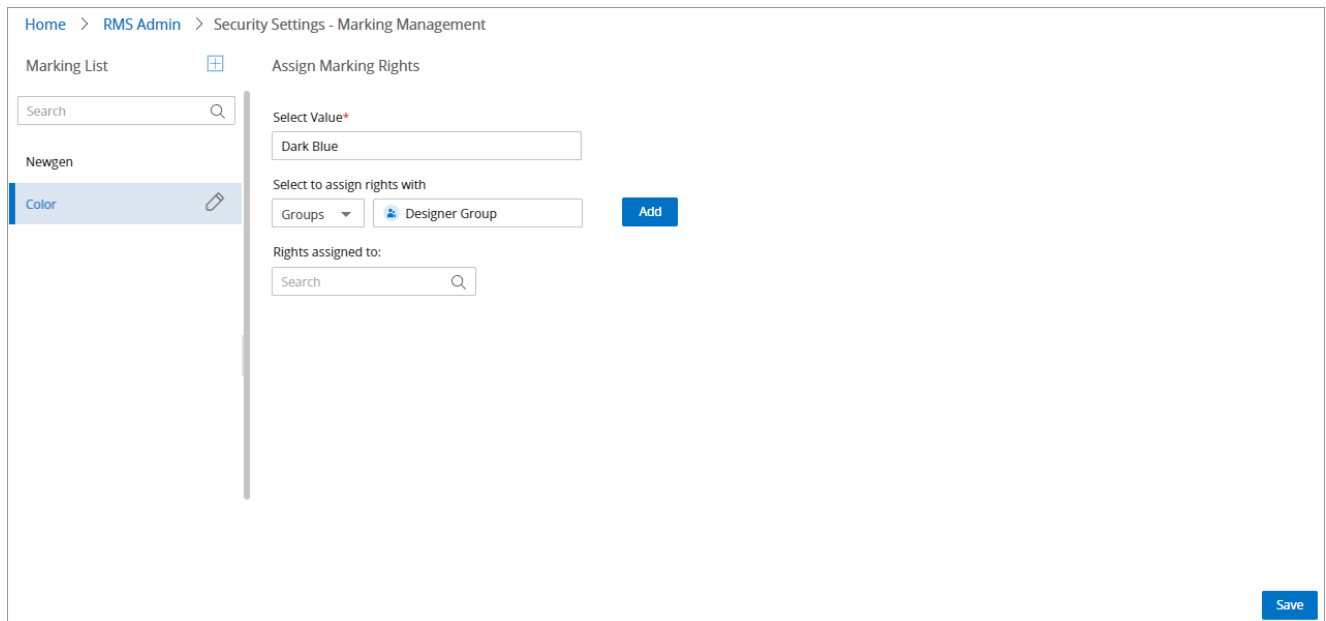 Home > RMS Admin > Security Settings - Marking Management
Marking List
Assign Marking Rights
Search
Select Value*
Dark Blue
Newgen
Select to assign rights with
Color
Groups
Designer Group
Add
Rights assigned to:
Search
Save